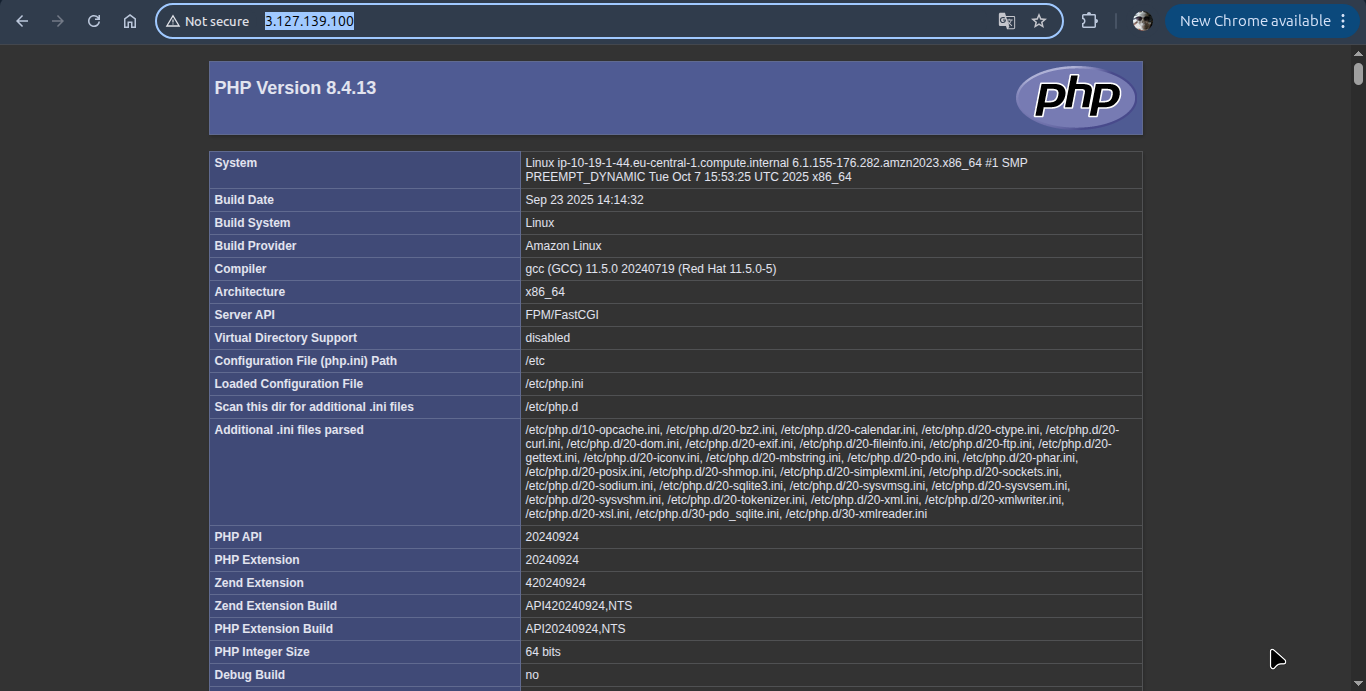 Not secure 3.127.139.100 New Chrome available
PHP Version 8.4.13 php
System Linux ip-10-19-1-44.eu-central-1.compute.internal 6.1.155-176.282.amzn2023.x86_64 #1 SMP
PREEMPT_DYNAMIC Tue Oct 7 15:53:25 UTC 2025 x86_64
Build Date Sep 23 2025 14:14:32
Build System Linux
Build Provider Amazon Linux
Compiler gcc (GCC) 11.5.0 20240719 (Red Hat 11.5.0-5)
Architecture x86_64
Server API FPM/FastCGI
Virtual Directory Support disabled
Configuration File (php.ini) Path /etc
Loaded Configuration File /etc/php.ini
Scan this dir for additional .ini files /etc/php.d
Additional .ini files parsed /etc/php.d/10-opcache.ini, /etc/php.d/20-bz2.ini, /etc/php.d/20-calendar.ini, /etc/php.d/20-ctype.ini, /etc/php.d/20-
curl.ini, /etc/php.d/20-dom.ini, /etc/php.d/20-exif.ini, /etc/php.d/20-fileinfo.ini, /etc/php.d/20-ftp.ini, /etc/php.d/20-
gettext.ini, /etc/php.d/20-iconv.ini, /etc/php.d/20-mbstring.ini, /etc/php.d/20-pdo.ini, /etc/php.d/20-phar.ini,
/etc/php.d/20-posix.ini, /etc/php.d/20-shmop.ini, /etc/php.d/20-simplexml.ini, /etc/php.d/20-sockets.ini,
/etc/php.d/20-sodium.ini, /etc/php.d/20-sqlite3.ini, /etc/php.d/20-sysvmsg.ini, /etc/php.d/20-sysvsem.ini,
/etc/php.d/20-sysvshm.ini, /etc/php.d/20-tokenizer.ini, /etc/php.d/20-xml.ini, /etc/php.d/20-xmlwriter.ini,
/etc/php.d/20-xsl.ini, /etc/php.d/30-pdo_sqlite.ini, /etc/php.d/30-xmlreader.ini
PHP API 20240924
PHP Extension 20240924
Zend Extension 420240924
Zend Extension Build API420240924,NTS
PHP Extension Build API20240924,NTS
PHP Integer Size 64 bits
Debug Build no